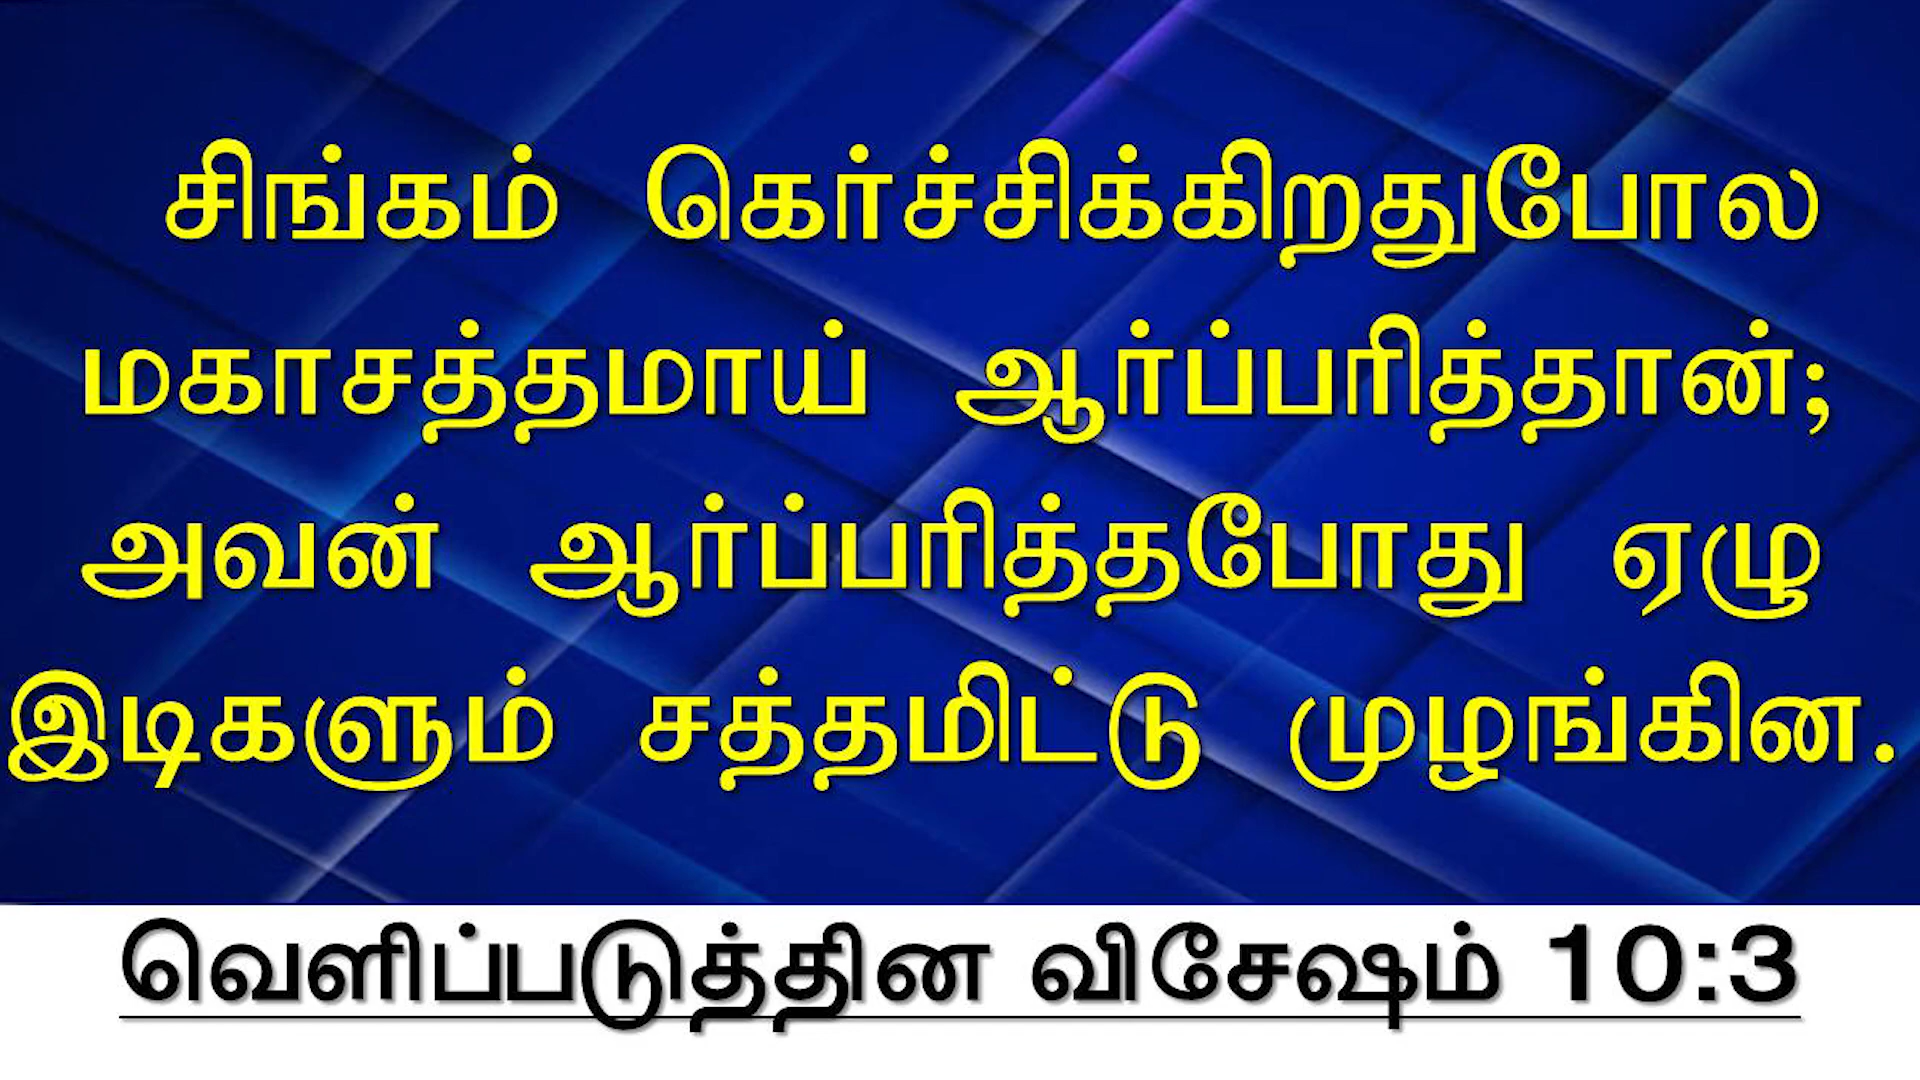 சிங்கம் கெர்ச்சிக்கிறதுபோல
மகாசத்தமாய் ஆர்ப்பரித்தான்;
அவன் ஆர்ப்பரித்தபோது ஏழு
இடிகளும் சத்தமிட்டு முழங்கின.
வெளிப்படுத்தின விசேஷம் 10:3